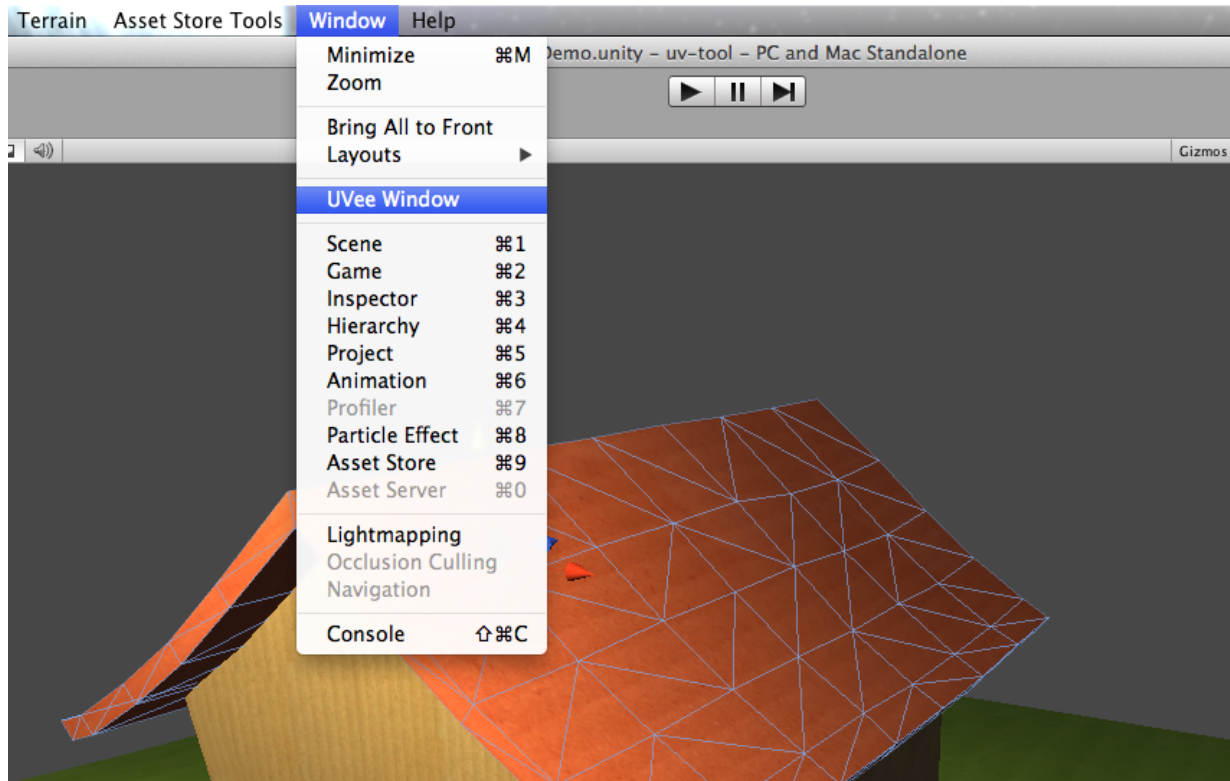 Terrain Asset Store Tools Window Help
Demo.unity – uv-tool – PC and Mac Standalone
Gizmos
Minimize ⌘M
Zoom
Bring All to Front
Layouts ▶
UVee Window
Scene ⌘1
Game ⌘2
Inspector ⌘3
Hierarchy ⌘4
Project ⌘5
Animation ⌘6
Profiler ⌘7
Particle Effect ⌘8
Asset Store ⌘9
Asset Server ⌘0
Lightmapping
Occlusion Culling
Navigation
Console ⇧⌘C